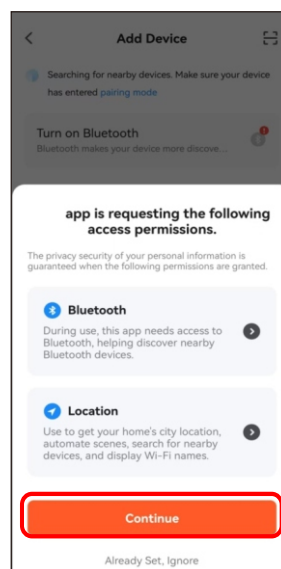 Add Device
Searching for nearby devices. Make sure your device
has entered pairing mode
Turn on Bluetooth
Bluetooth makes your device more discove...
app is requesting the following
access permissions.
The privacy security of your personal information is
guaranteed when the following permissions are granted.
Bluetooth
During use, this app needs access to
Bluetooth, helping discover nearby
Bluetooth devices.
Location
Use to get your home's city location,
automate scenes, search for nearby
devices, and display Wi-Fi names.
Continue
Already Set, Ignore